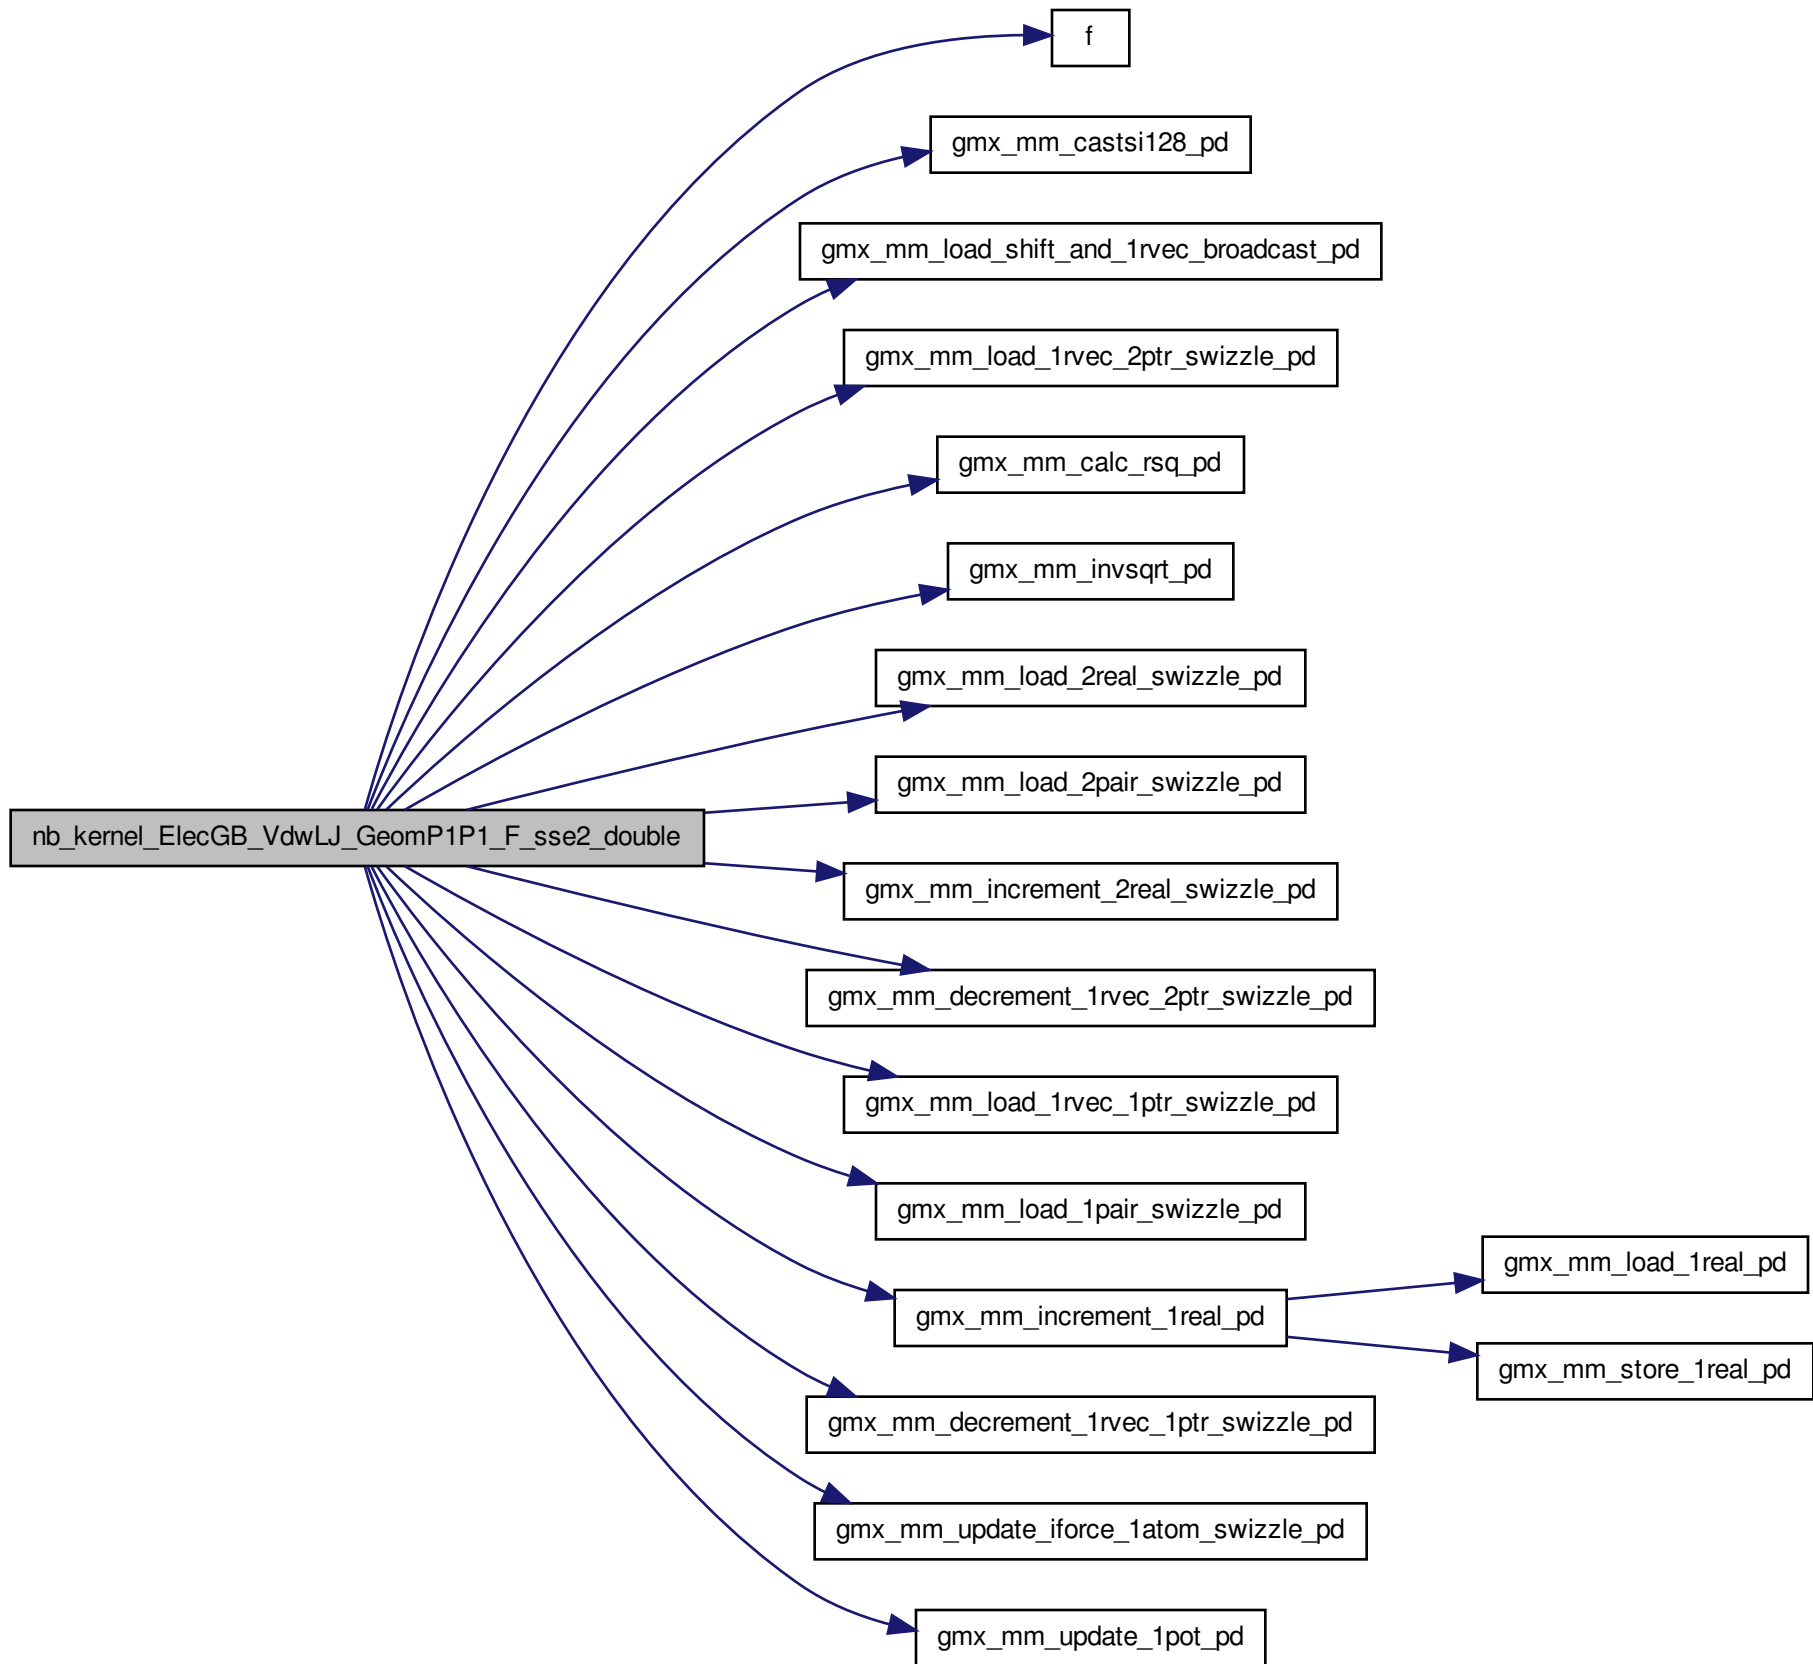 f
gmx_mm_castsi128_pd
gmx_mm_load_shift_and_1rvec_broadcast_pd
gmx_mm_load_1rvec_2ptr_swizzle_pd
gmx_mm_calc_rsq_pd
gmx_mm_invsqrt_pd
gmx_mm_load_2real_swizzle_pd
gmx_mm_load_2pair_swizzle_pd
nb_kernel_ElecGB_VdwLJ_GeomP1P1_F_sse2_double
gmx_mm_increment_2real_swizzle_pd
gmx_mm_decrement_1rvec_2ptr_swizzle_pd
gmx_mm_load_1rvec_1ptr_swizzle_pd
gmx_mm_load_1pair_swizzle_pd
gmx_mm_load_1real_pd
gmx_mm_increment_1real_pd
gmx_mm_store_1real_pd
gmx_mm_decrement_1rvec_1ptr_swizzle_pd
gmx_mm_update_iforce_1atom_swizzle_pd
gmx_mm_update_1pot_pd